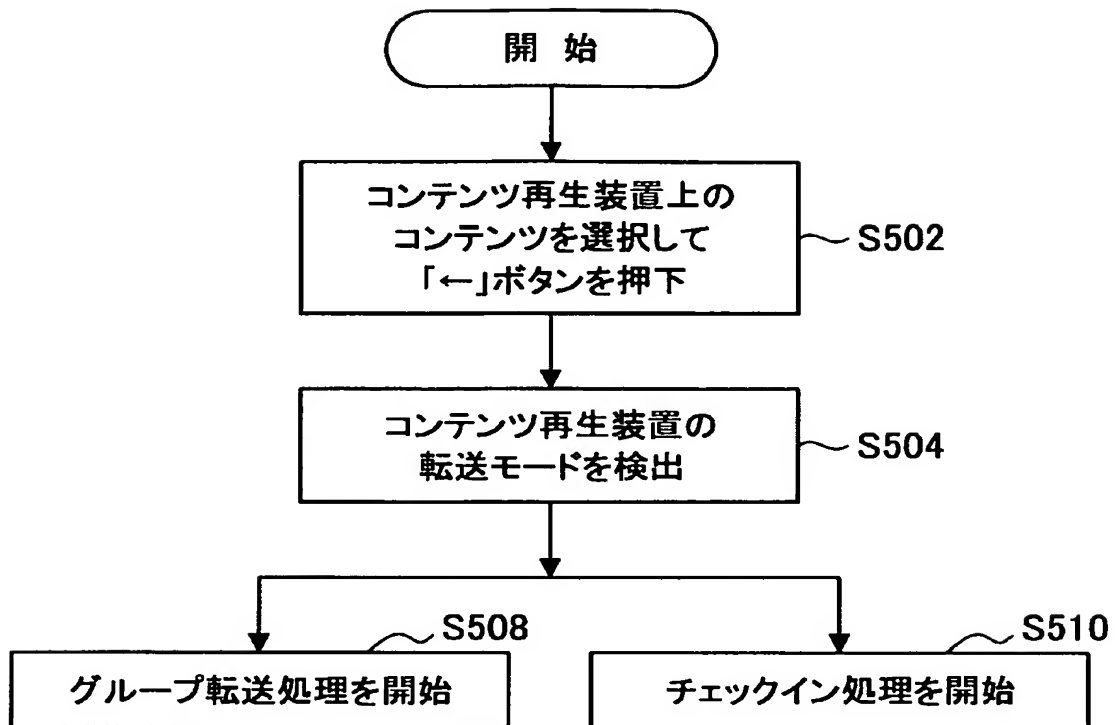 開 始
コンテンツ再生装置上の
コンテンツを選択して
「←」ボタンを押下
S502
コンテンツ再生装置の
転送モードを検出
S504
S508
グループ転送処理を開始
S510
チェックイン処理を開始